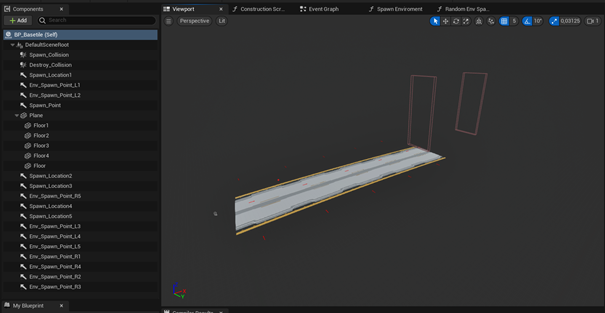 Components ×
+ Add Search
BP_Basetile (Self)
DefaultSceneRoot
Spawn_Collision
Destroy_Collision
Spawn_Location1
Env_Spawn_Point_L1
Env_Spawn_Point_L2
Spawn_Point
Plane
Floor1
Floor2
Floor3
Floor4
Floor
Spawn_Location2
Spawn_Location3
Env_Spawn_Point_R5
Spawn_Location4
Spawn_Location5
Env_Spawn_Point_L3
Env_Spawn_Point_L4
Env_Spawn_Point_L5
Env_Spawn_Point_R1
Env_Spawn_Point_R4
Env_Spawn_Point_R2
Env_Spawn_Point_R3
My Blueprint ×
Viewport × Construction Scr... Event Graph Spawn Enviroment Random Env Spa...
Perspective Lit 5 10° 0,03125 1
Z X Y